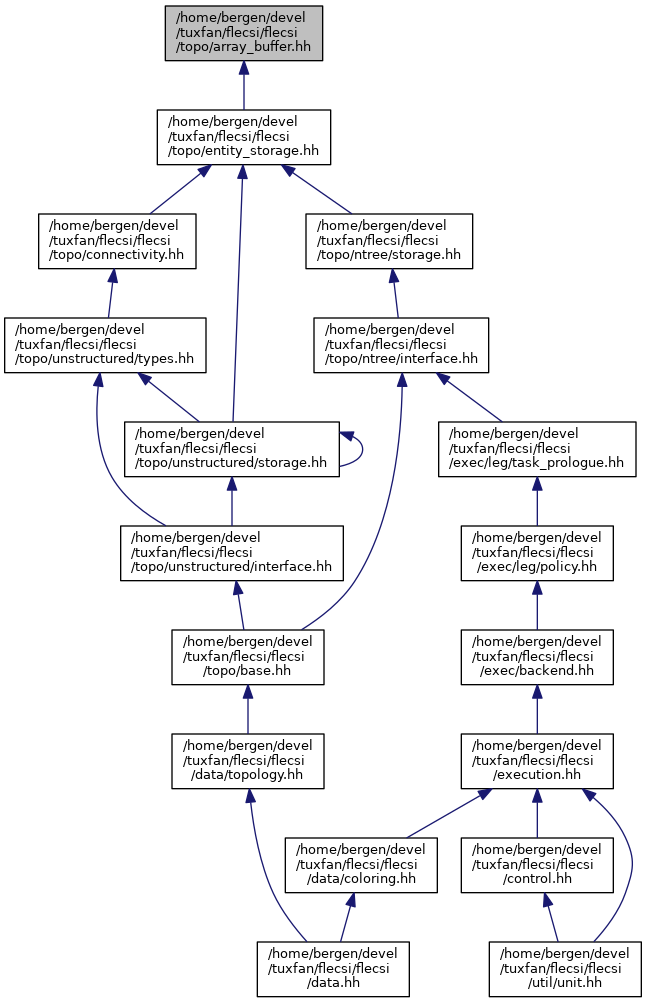 /home/bergen/devel
/tuxfan/flecsi/flecsi
/topo/array_buffer.hh
/home/bergen/devel
/tuxfan/flecsi/flecsi
/topo/entity_storage.hh
/home/bergen/devel
/tuxfan/flecsi/flecsi
/topo/connectivity.hh
/home/bergen/devel
/tuxfan/flecsi/flecsi
/topo/ntree/storage.hh
/home/bergen/devel
/tuxfan/flecsi/flecsi
/topo/unstructured/types.hh
/home/bergen/devel
/tuxfan/flecsi/flecsi
/topo/ntree/interface.hh
/home/bergen/devel
/tuxfan/flecsi/flecsi
/topo/unstructured/storage.hh
/home/bergen/devel
/tuxfan/flecsi/flecsi
/exec/leg/task_prologue.hh
/home/bergen/devel
/tuxfan/flecsi/flecsi
/topo/unstructured/interface.hh
/home/bergen/devel
/tuxfan/flecsi/flecsi
/exec/leg/policy.hh
/home/bergen/devel
/tuxfan/flecsi/flecsi
/topo/base.hh
/home/bergen/devel
/tuxfan/flecsi/flecsi
/exec/backend.hh
/home/bergen/devel
/tuxfan/flecsi/flecsi
/data/topology.hh
/home/bergen/devel
/tuxfan/flecsi/flecsi
/execution.hh
/home/bergen/devel
/tuxfan/flecsi/flecsi
/data/coloring.hh
/home/bergen/devel
/tuxfan/flecsi/flecsi
/control.hh
/home/bergen/devel
/tuxfan/flecsi/flecsi
/data.hh
/home/bergen/devel
/tuxfan/flecsi/flecsi
/util/unit.hh